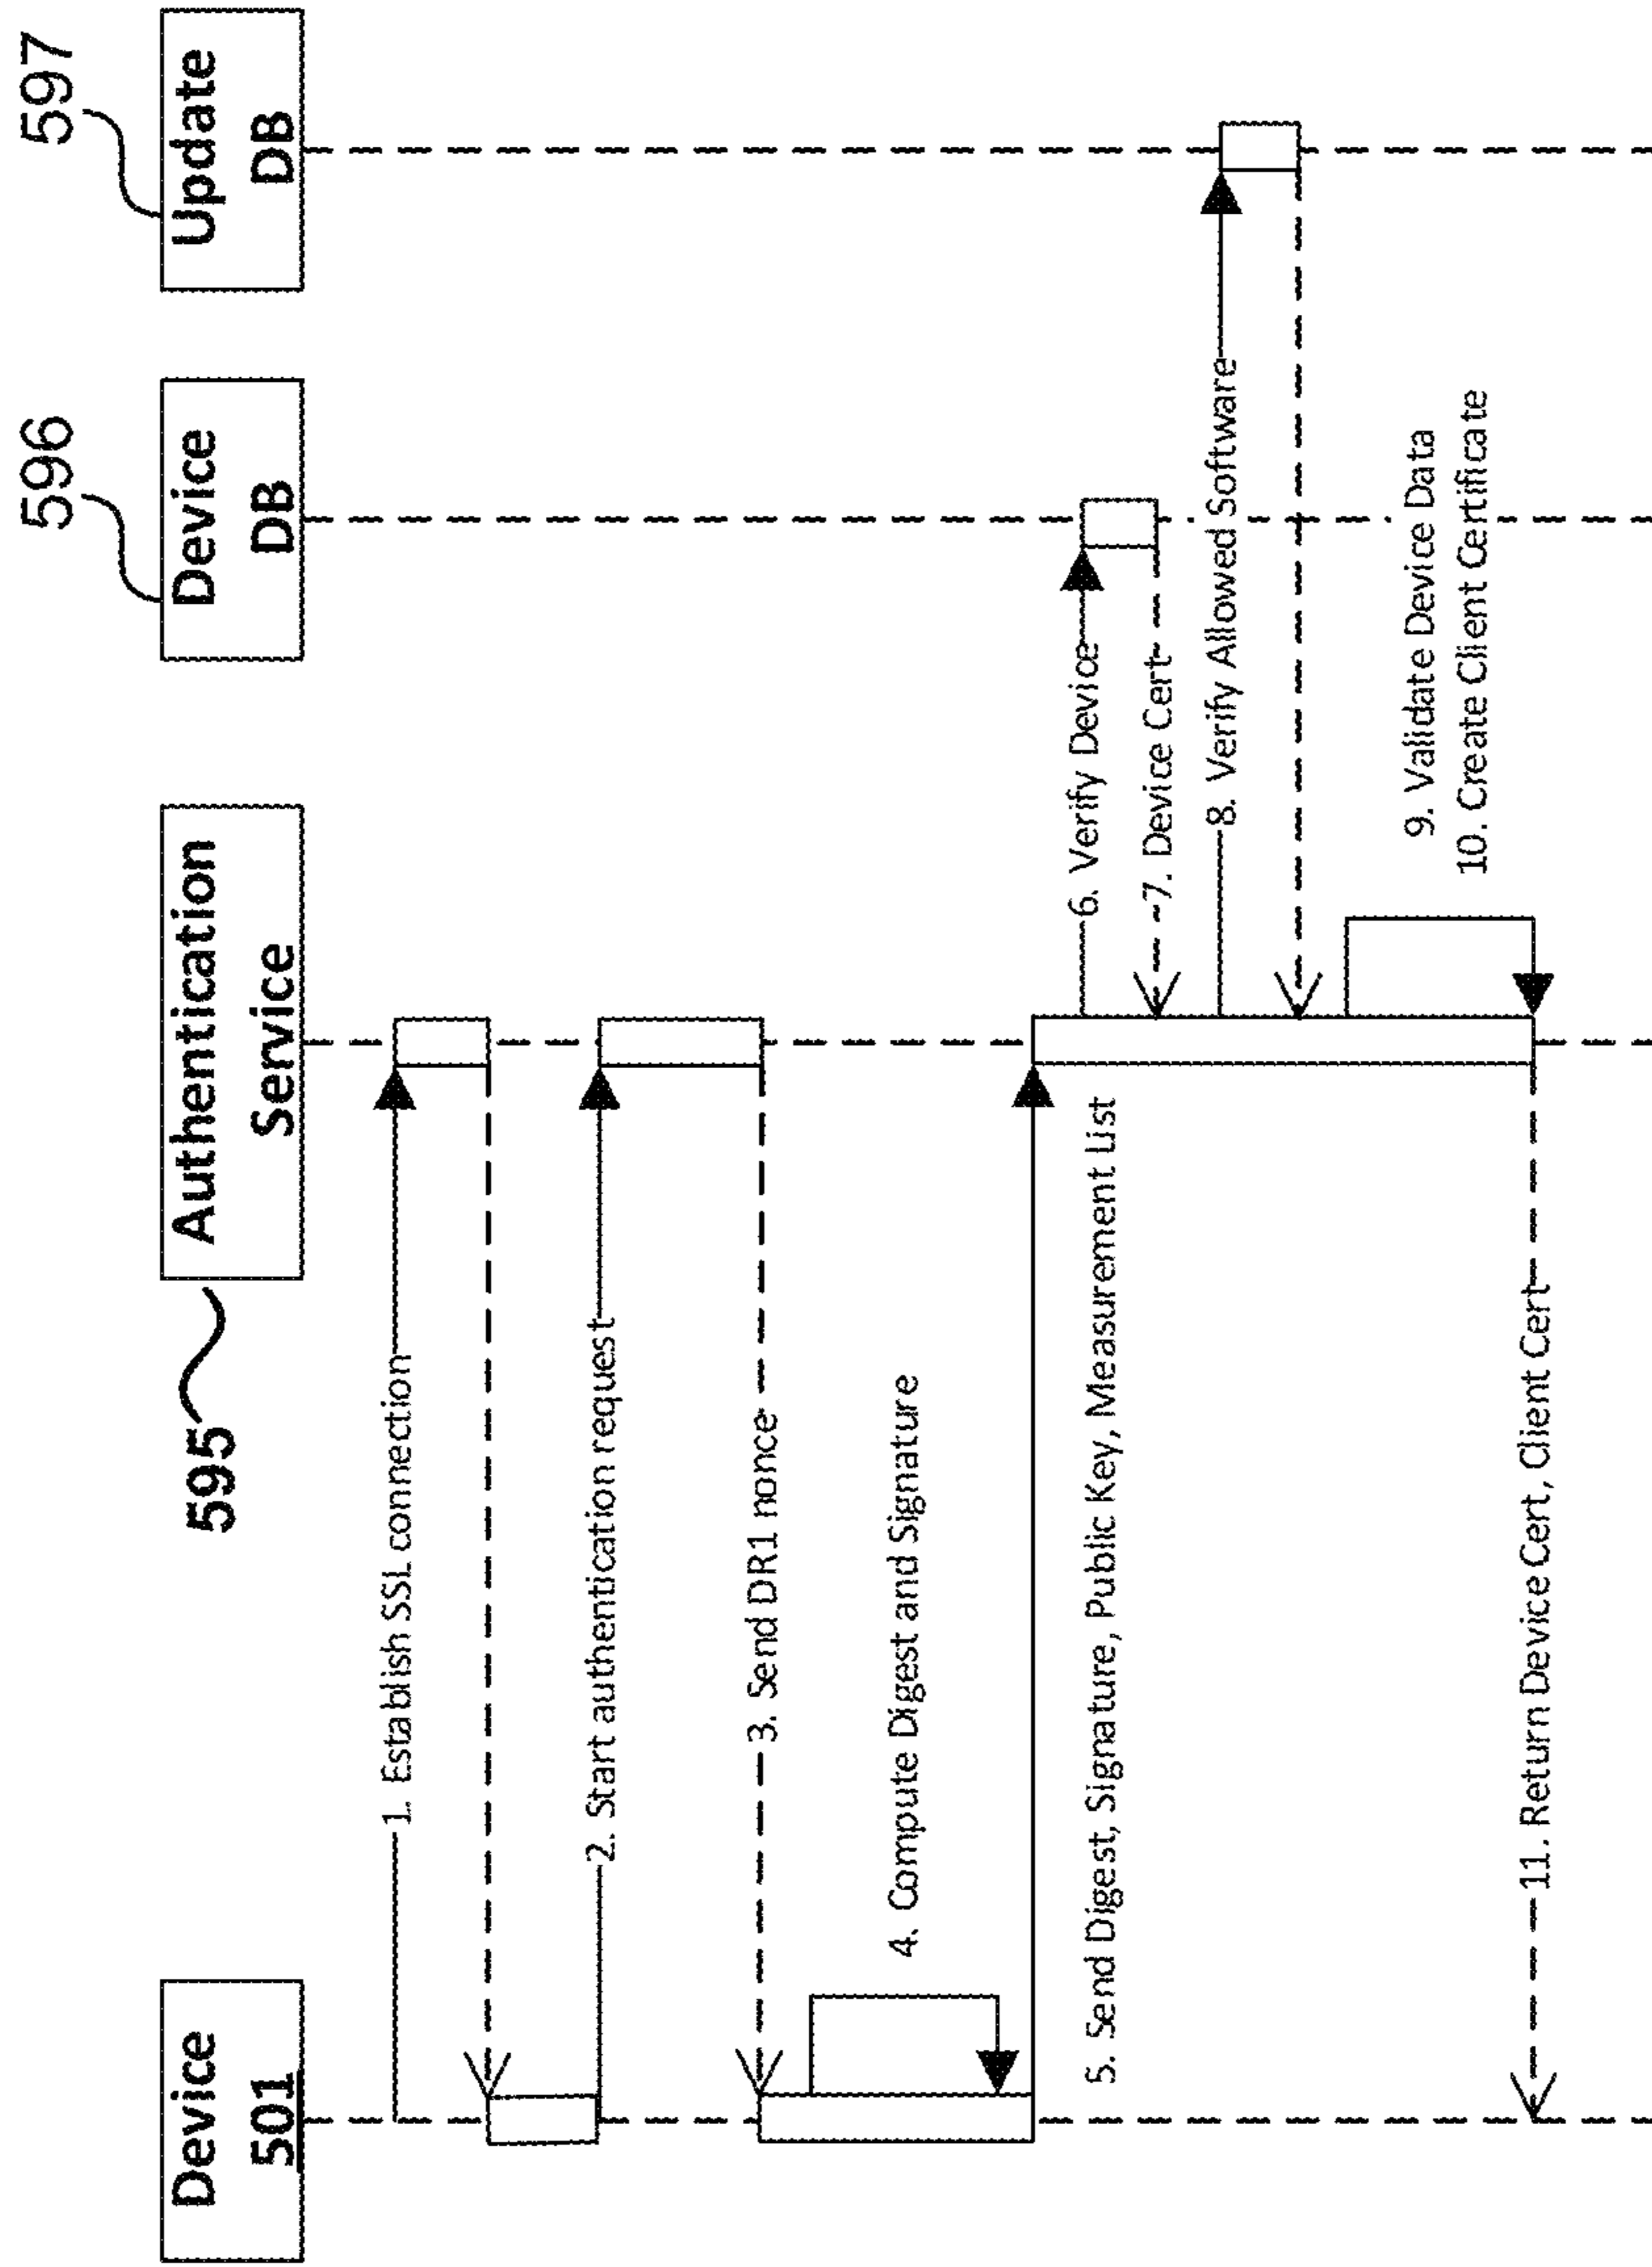 Device
501
595
Authentication
Service
596
Device
DB
597
Update
DB
1. Establish SSL connection
2. Start authentication request
3. Send DR1 nonce
4. Compute Digest and Signature
5. Send Digest, Signature, Public Key, Measurement List
6. Verify Device
7. Device Cert
8. Verify Allowed Software
9. Validate Device Data
10. Create Client Certificate
11. Return Device Cert, Client Cert